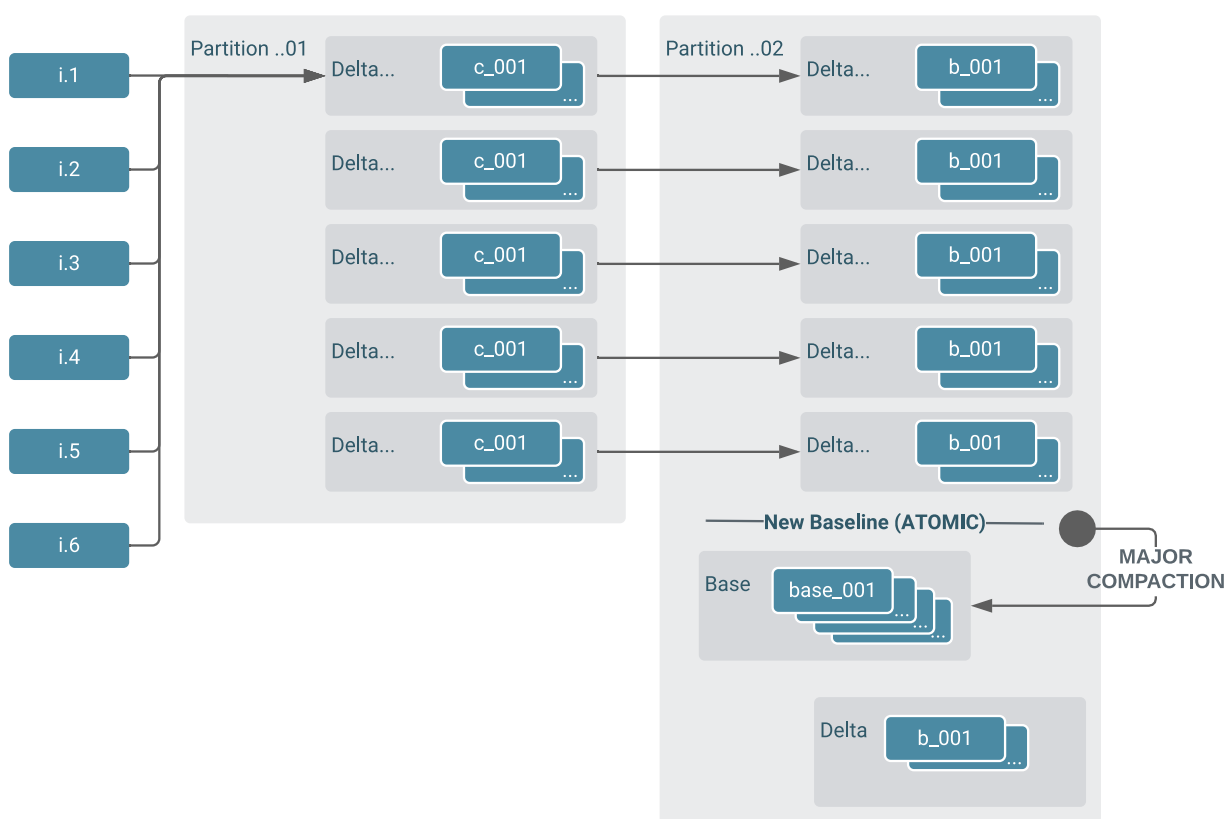 Partition ..01
Partition ..02
i.1
Delta...
c_001
...
Delta...
b_001
...
i.2
Delta...
c_001
...
Delta...
b_001
...
i.3
Delta...
c_001
...
Delta...
b_001
...
i.4
Delta...
c_001
...
Delta...
b_001
...
i.5
Delta...
c_001
...
Delta...
b_001
...
New Baseline (ATOMIC)
i.6
MAJOR
COMPACTION
Base
base_001
...
...
...
Delta
b_001
...